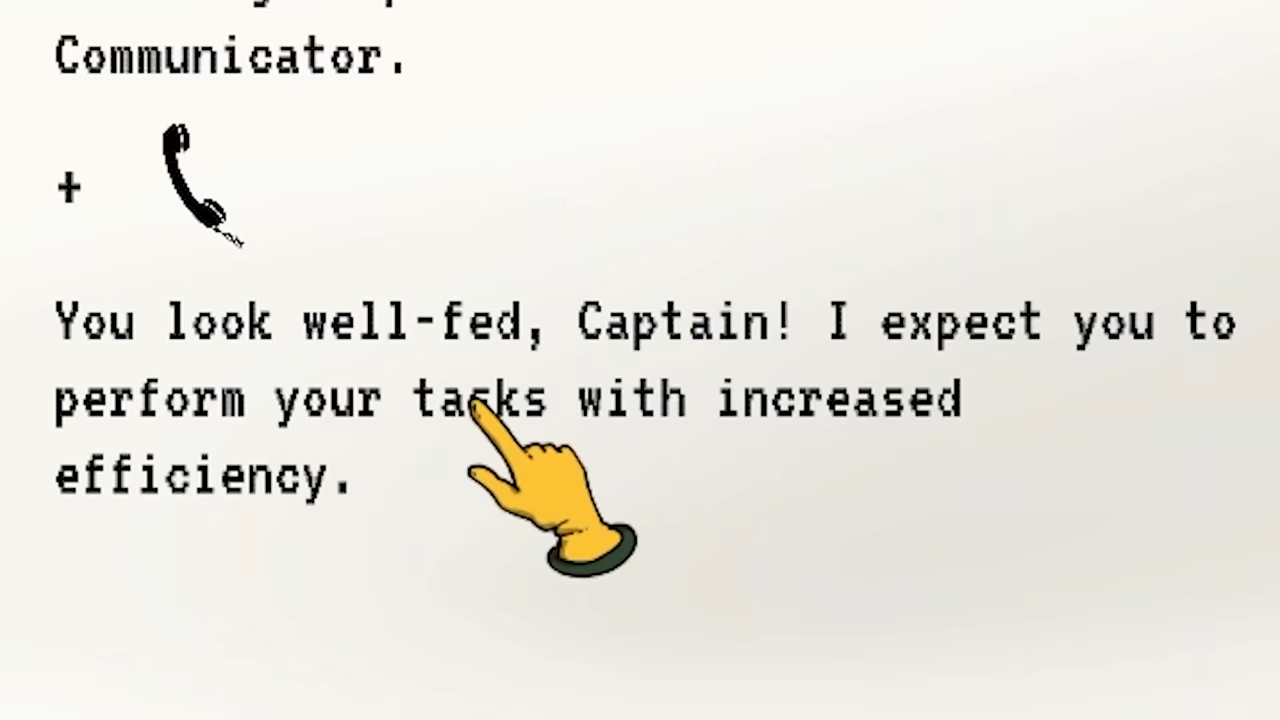 Communicator.
+
You look well-fed, Captain! I expect you to
perform your tasks with increased
efficiency.